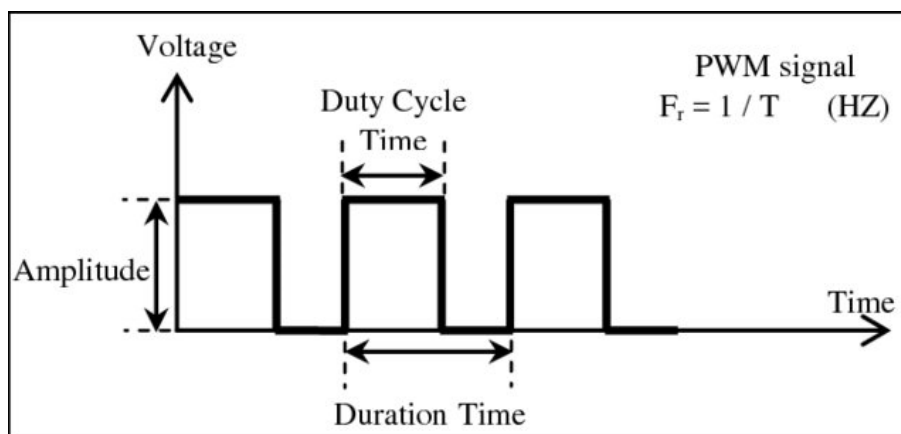 Voltage
PWM signal
Fᵣ = 1 / T (HZ)
Duty Cycle
Time
Amplitude
Time
Duration Time